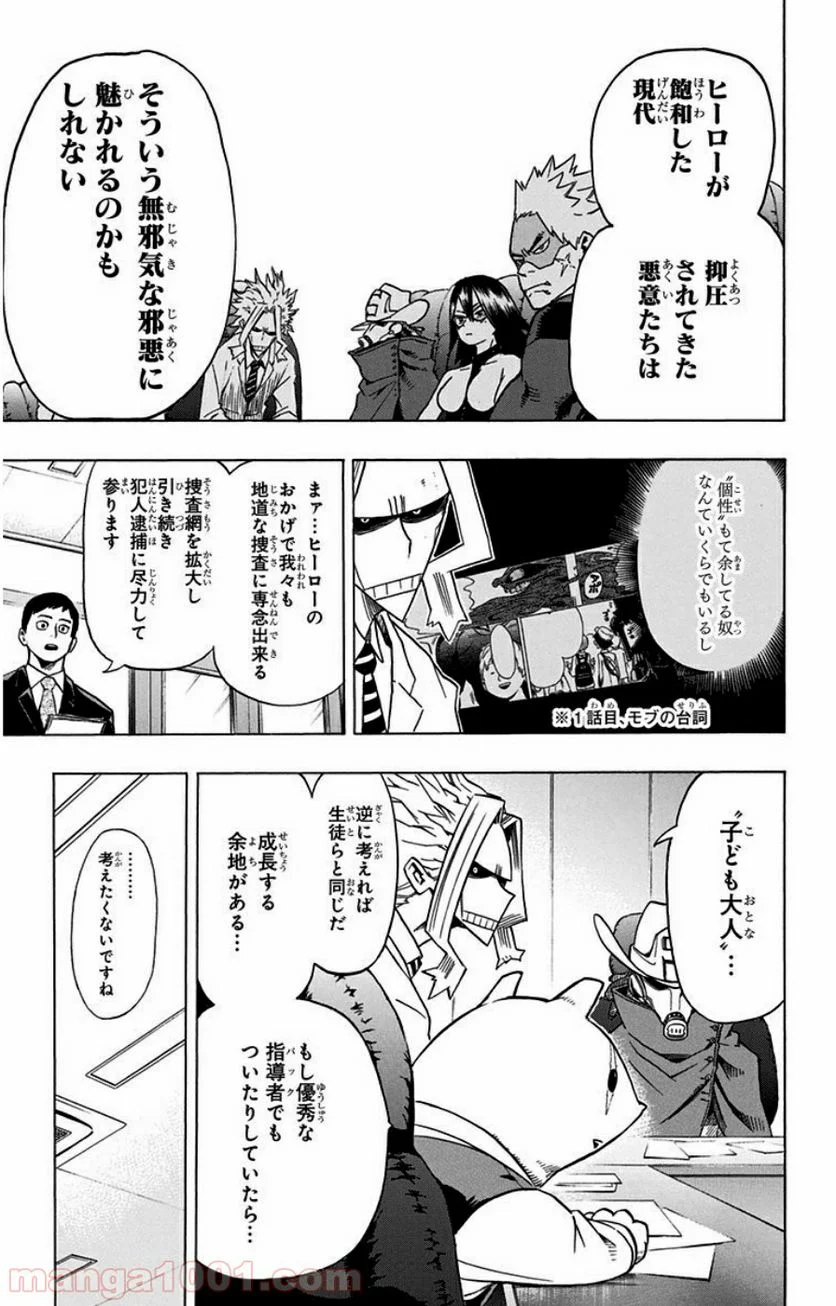 ヒーローが
飽和した
現代
抑圧
されてきた
悪意たちは
そういう無邪気な邪悪に
魅かれるのかも
しれない
〝個性〟もて余してる奴
なんていくらでもいるし
※1話目、モブの台詞
まァ…ヒーローの
おかげで我々も
地道な捜査に専念出来る
捜査網を拡大し
引き続き
犯人逮捕に尽力して
参ります
〝子ども大人〟…
逆に考えれば
生徒らと同じだ
成長する
余地がある…
もし優秀な
指導者でも
ついたりしていたら…
………
考えたくないですね
manga1001.com